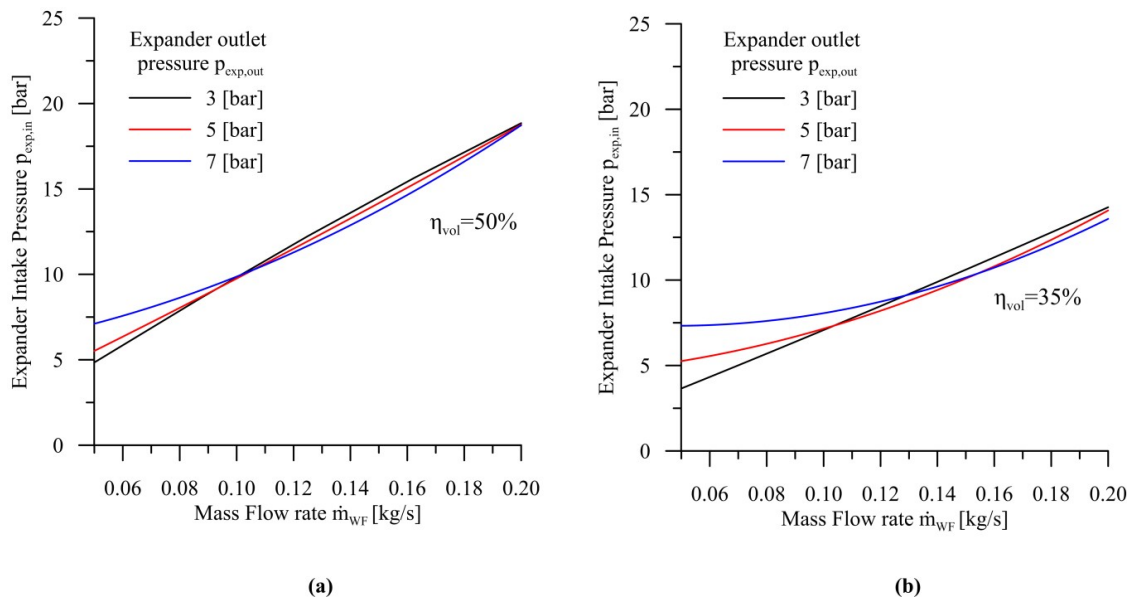 Expander Intake Pressure p_exp,in [bar]
25
20
15
10
5
0
Expander outlet
pressure p_exp,out
3 [bar]
5 [bar]
7 [bar]
η_vol=50%
0.06 0.08 0.10 0.12 0.14 0.16 0.18 0.20
Mass Flow rate ṁ_WF [kg/s]
(a)
Expander Intake Pressure p_exp,in [bar]
25
20
15
10
5
0
Expander outlet
pressure p_exp,out
3 [bar]
5 [bar]
7 [bar]
η_vol=35%
0.06 0.08 0.10 0.12 0.14 0.16 0.18 0.20
Mass Flow rate ṁ_WF [kg/s]
(b)